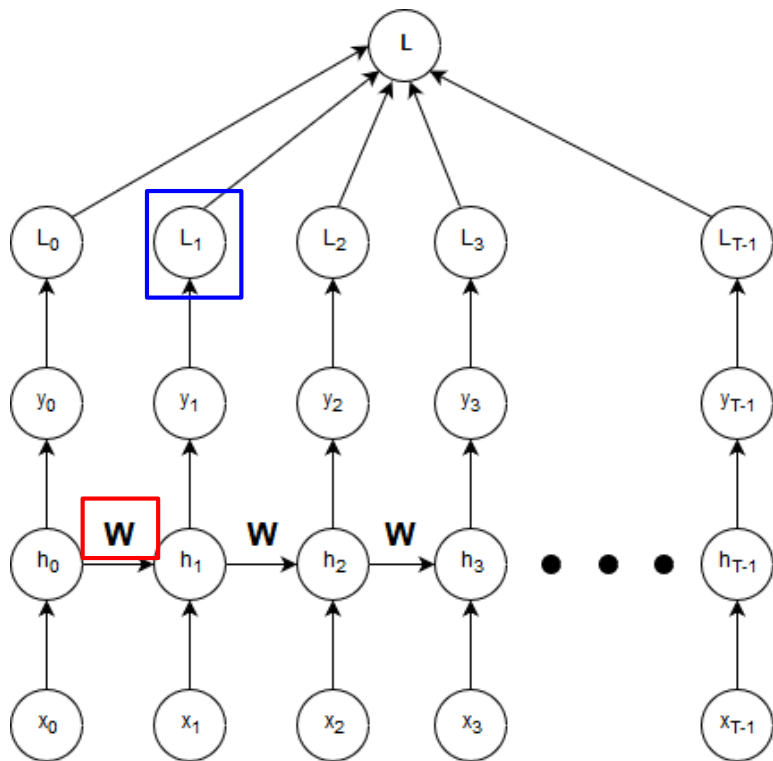 L
L0 L1 L2 L3 LT-1
y0 y1 y2 y3 yT-1
W W W
h0 h1 h2 h3 hT-1
x0 x1 x2 x3 xT-1